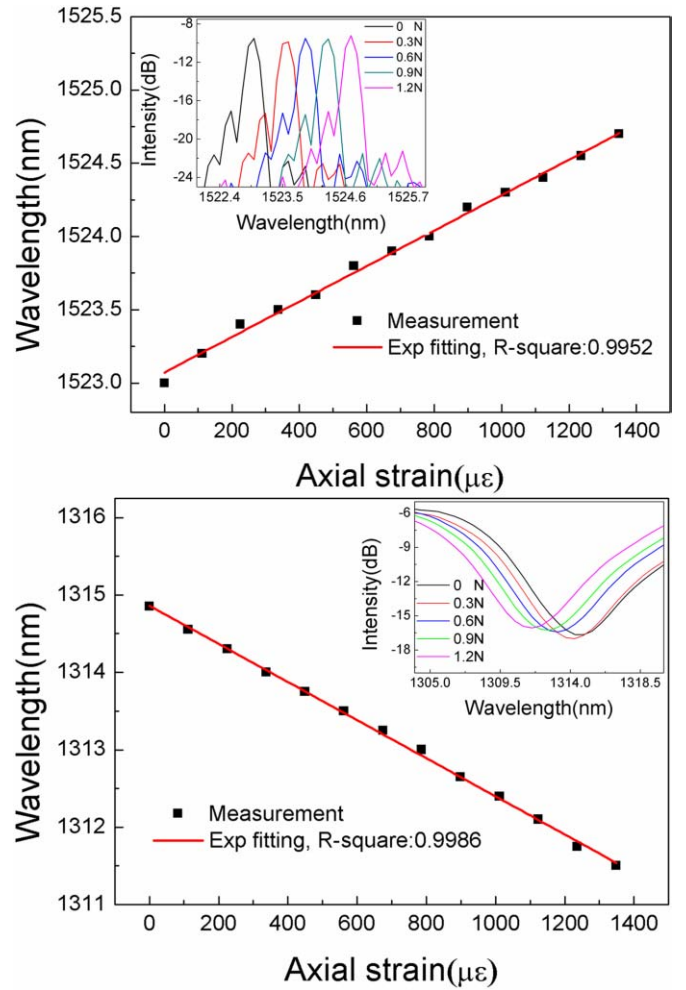 1525.5
1525.0
1524.5
1524.0
1523.5
1523.0
Wavelength(nm)
-8
-12
-16
-20
-24
Intensity(dB)
0 N
0.3N
0.6N
0.9N
1.2N
1522.4 1523.5 1524.6 1525.7
Wavelength(nm)
Measurement
Exp fitting, R-square:0.9952
0 200 400 600 800 1000 1200 1400
Axial strain(με)
1316
1315
1314
1313
1312
1311
Wavelength(nm)
-6
-9
-12
-15
-18
Intensity(dB)
0 N
0.3N
0.6N
0.9N
1.2N
1305.0 1309.5 1314.0 1318.5
Wavelength(nm)
Measurement
Exp fitting, R-square:0.9986
0 200 400 600 800 1000 1200 1400
Axial strain(με)